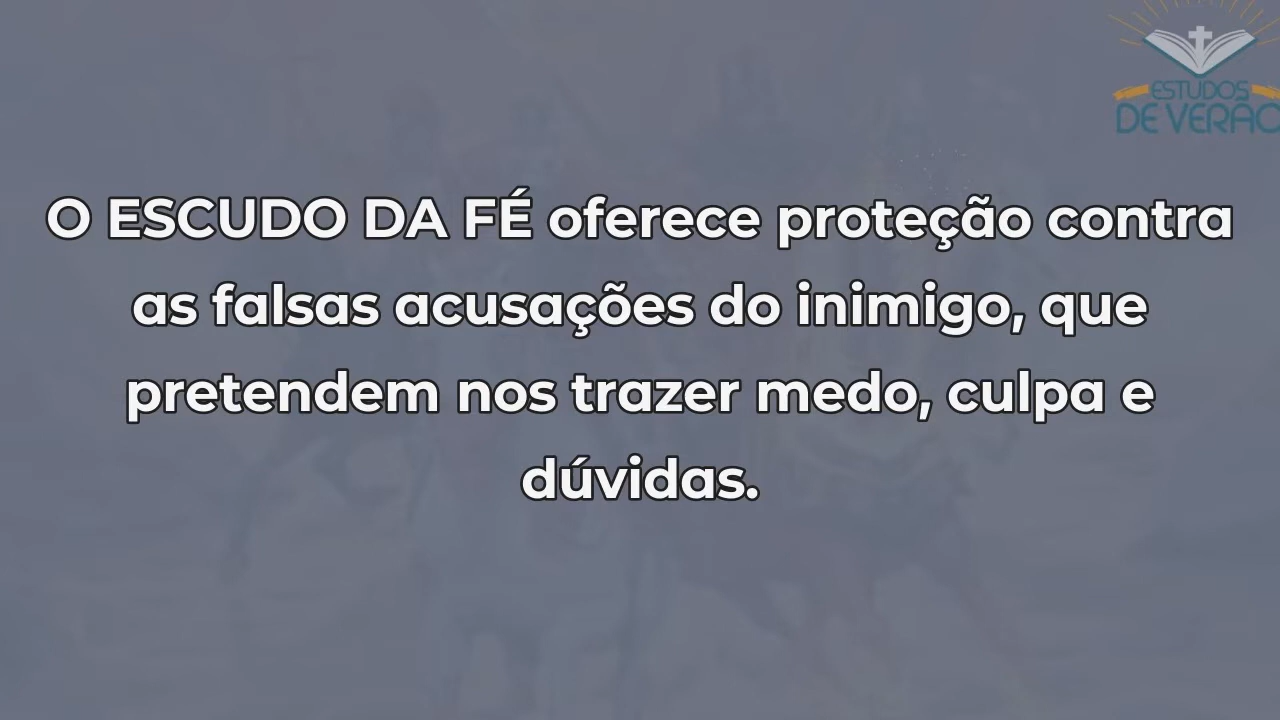 ESTUDOS
DE VERÃO
O ESCUDO DA FÉ oferece proteção contra
as falsas acusações do inimigo, que
pretendem nos trazer medo, culpa e
dúvidas.